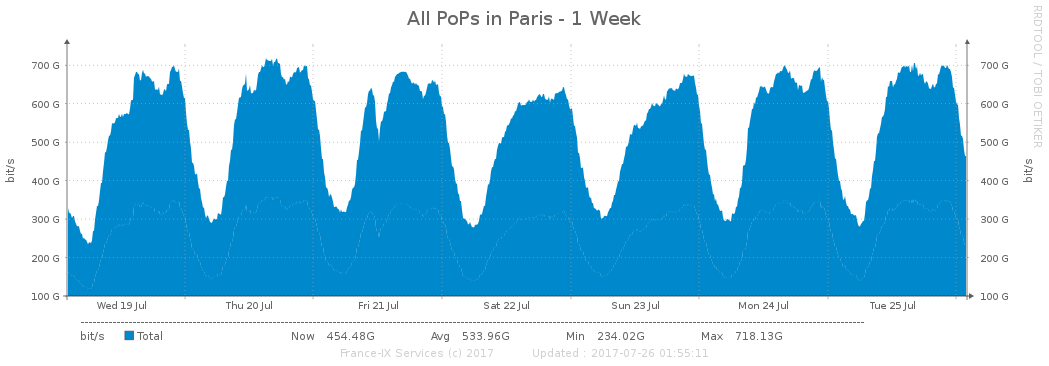 All PoPs in Paris - 1 Week
RRDTOOL / TOBI OETIKER
bit/s
700 G
600 G
500 G
400 G
300 G
200 G
100 G
700 G
600 G
500 G
400 G
300 G
200 G
100 G
bit/s
Wed 19 Jul Thu 20 Jul Fri 21 Jul Sat 22 Jul Sun 23 Jul Mon 24 Jul Tue 25 Jul
bit/s Total Now 454.48G Avg 533.96G Min 234.02G Max 718.13G
France-IX Services (c) 2017 Updated : 2017-07-26 01:55:11